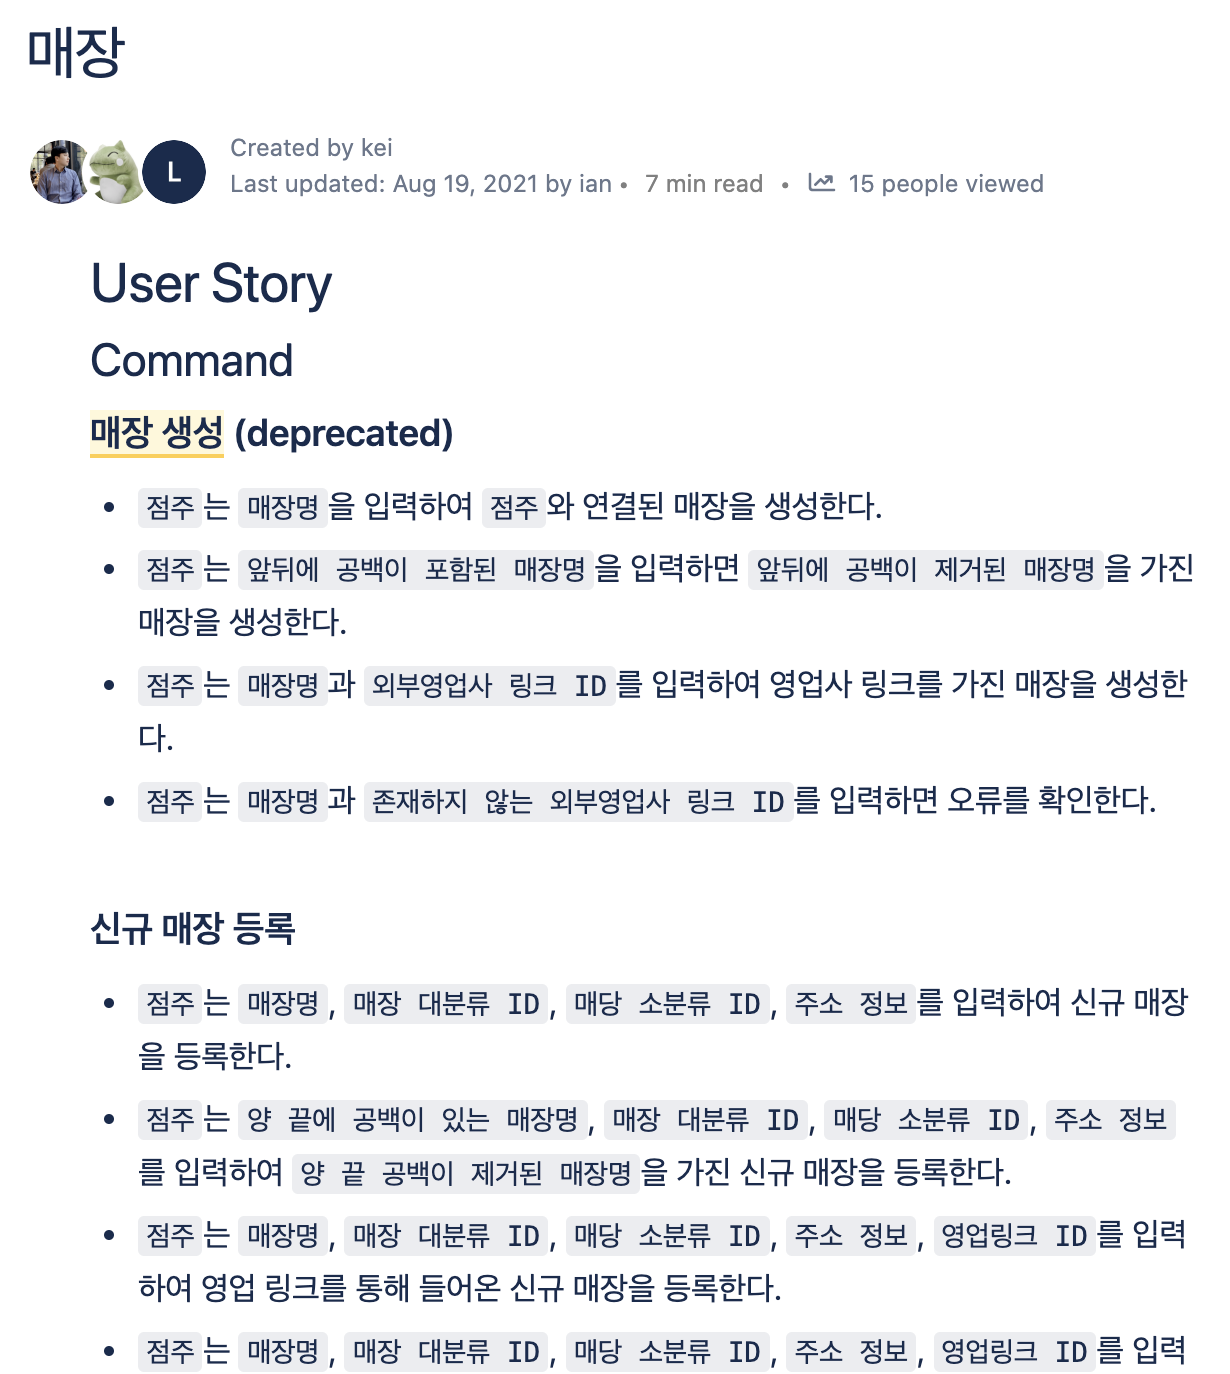 매장
L
Created by kei
Last updated: Aug 19, 2021 by ian • 7 min read • 15 people viewed
User Story
Command
매장 생성 (deprecated)
• 점주는 매장명을 입력하여 점주와 연결된 매장을 생성한다.
• 점주는 앞뒤에 공백이 포함된 매장명을 입력하면 앞뒤에 공백이 제거된 매장명을 가진
매장을 생성한다.
• 점주는 매장명과 외부영업사 링크 ID를 입력하여 영업사 링크를 가진 매장을 생성한
다.
• 점주는 매장명과 존재하지 않는 외부영업사 링크 ID를 입력하면 오류를 확인한다.
신규 매장 등록
• 점주는 매장명, 매장 대분류 ID, 매당 소분류 ID, 주소 정보를 입력하여 신규 매장
을 등록한다.
• 점주는 양 끝에 공백이 있는 매장명, 매장 대분류 ID, 매당 소분류 ID, 주소 정보
를 입력하여 양 끝 공백이 제거된 매장명을 가진 신규 매장을 등록한다.
• 점주는 매장명, 매장 대분류 ID, 매당 소분류 ID, 주소 정보, 영업링크 ID를 입력
하여 영업 링크를 통해 들어온 신규 매장을 등록한다.
• 점주는 매장명, 매장 대분류 ID, 매당 소분류 ID, 주소 정보, 영업링크 ID를 입력